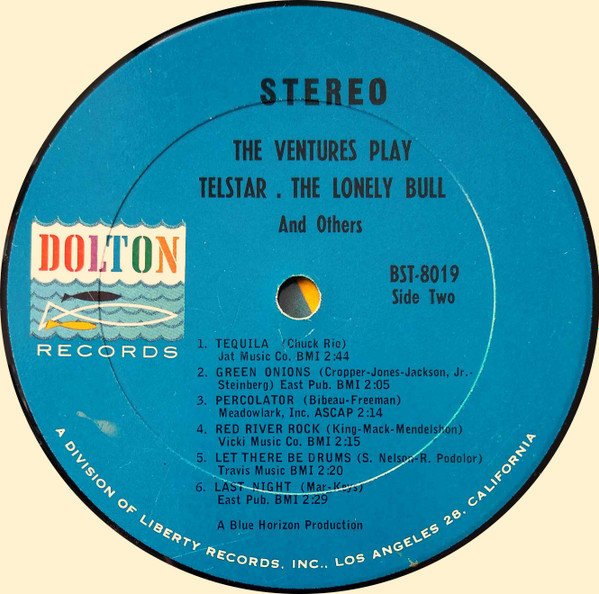 STEREO
THE VENTURES PLAY
TELSTAR . THE LONELY BULL
And Others
DOLTON
RECORDS
BST-8019
Side Two
1. TEQUILA (Chuck Rio)
Jat Music Co. BMI 2:44
2. GREEN ONIONS (Cropper-Jones-Jackson, Jr.-
Steinberg) East Pub. BMI 2:05
3. PERCOLATOR (Bibeau-Freeman)
Meadowlark, Inc. ASCAP 2:14
4. RED RIVER ROCK (King-Mack-Mendelshon)
Vicki Music Co. BMI 2:15
5. LET THERE BE DRUMS (S. Nelson-R. Podolor)
Travis Music BMI 2:20
6. LAST NIGHT (Mar-Keys)
East Pub. BMI 2:29
A Blue Horizon Production
A DIVISION OF LIBERTY RECORDS, INC., LOS ANGELES 28, CALIFORNIA